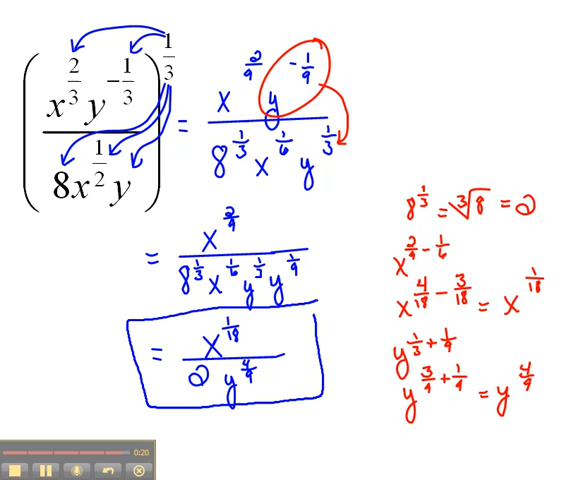 (x^{2/3} y^{-1/3} / 8x^{1/2} y)^{1/3} = x^{2/9} y^{-1/9} / 8^{1/3} x^{1/6} y^{1/3}
= x^{2/9} / 8^{1/3} x^{1/6} y^{1/3} y^{1/9}
= x^{1/18} / 2 y^{4/9}
8^{1/3} = ∛8 = 2
x^{2/9 - 1/6}
x^{4/18 - 3/18} = x^{1/18}
y^{1/3 + 1/9}
y^{3/9 + 1/9} = y^{4/9}
0:20